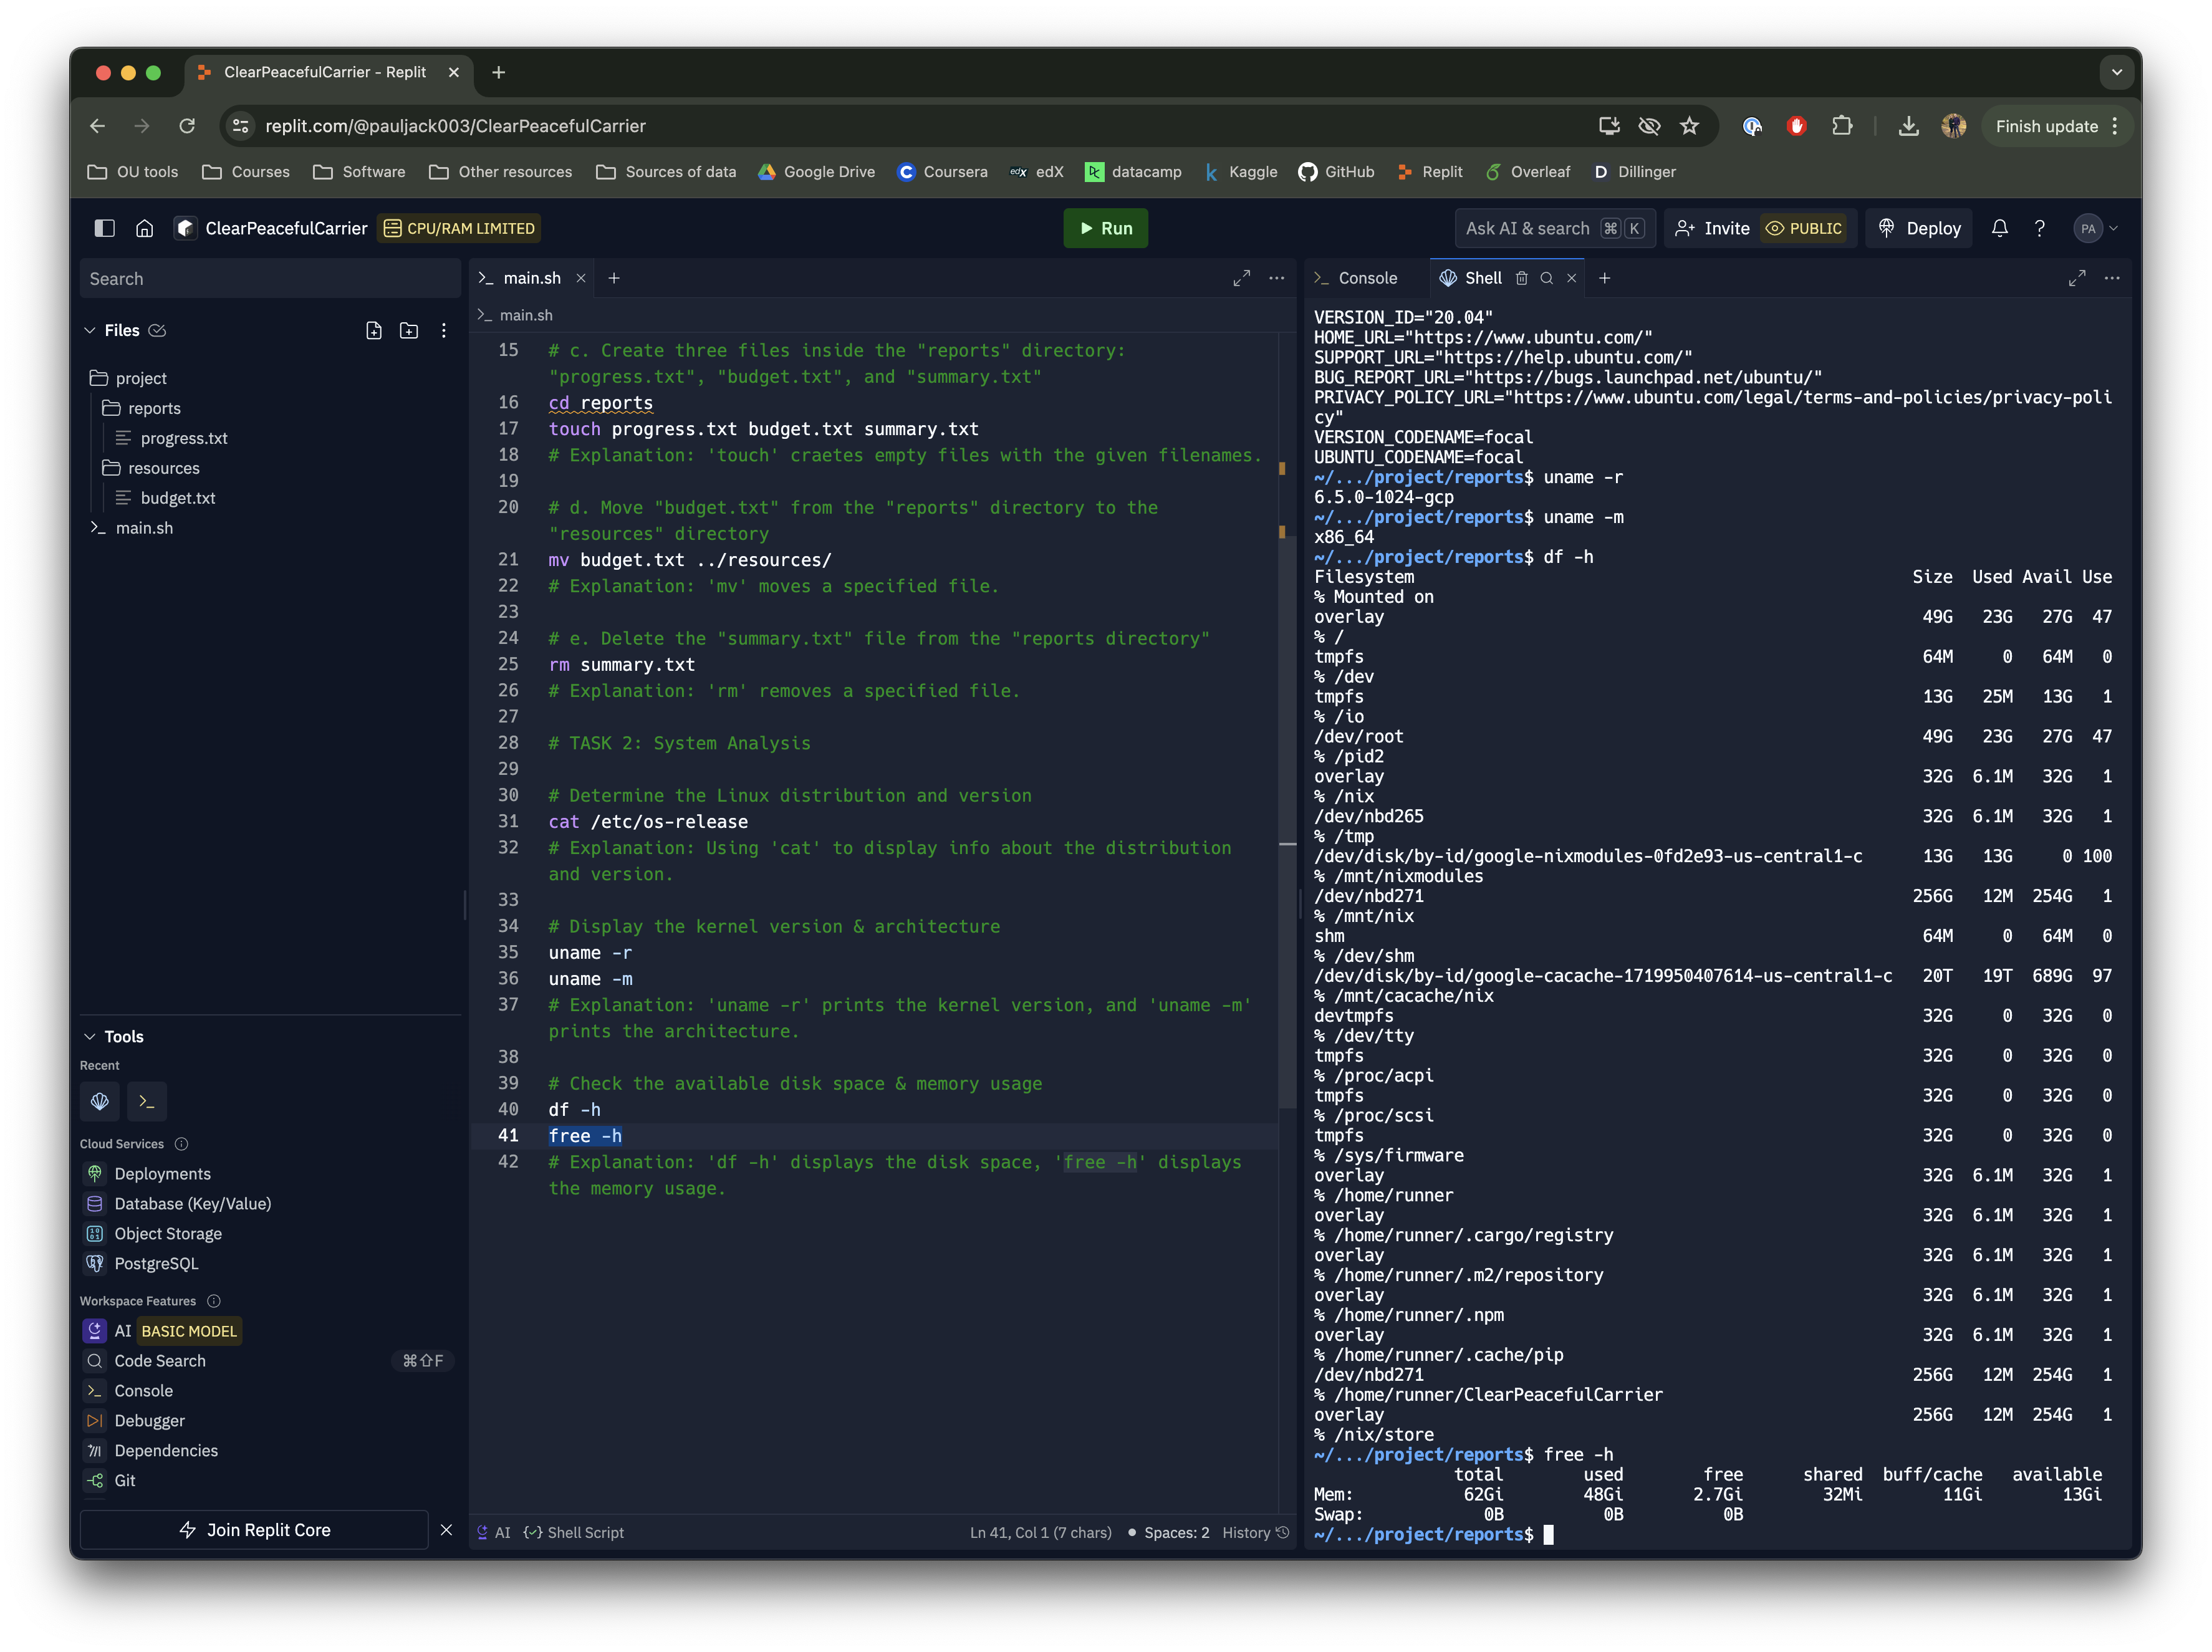 ClearPeacefulCarrier - Replit
replit.com/@pauljack003/ClearPeacefulCarrier
Finish update
OU tools
Courses
Software
Other resources
Sources of data
Google Drive
Coursera
edX
datacamp
Kaggle
GitHub
Replit
Overleaf
Dillinger
ClearPeacefulCarrier
CPU/RAM LIMITED
Run
Ask AI & search ⌘ K
Invite
PUBLIC
Deploy
PA
Search
Files
project
reports
progress.txt
resources
budget.txt
main.sh
Tools
Recent
Cloud Services
Deployments
Database (Key/Value)
Object Storage
PostgreSQL
Workspace Features
AI BASIC MODEL
Code Search ⌘⇧F
Console
Debugger
Dependencies
Git
Join Replit Core
main.sh
main.sh
15 # c. Create three files inside the "reports" directory:
"progress.txt", "budget.txt", and "summary.txt"
16 cd reports
17 touch progress.txt budget.txt summary.txt
18 # Explanation: 'touch' craetes empty files with the given filenames.
19
20 # d. Move "budget.txt" from the "reports" directory to the
"resources" directory
21 mv budget.txt ../resources/
22 # Explanation: 'mv' moves a specified file.
23
24 # e. Delete the "summary.txt" file from the "reports directory"
25 rm summary.txt
26 # Explanation: 'rm' removes a specified file.
27
28 # TASK 2: System Analysis
29
30 # Determine the Linux distribution and version
31 cat /etc/os-release
32 # Explanation: Using 'cat' to display info about the distribution
and version.
33
34 # Display the kernel version & architecture
35 uname -r
36 uname -m
37 # Explanation: 'uname -r' prints the kernel version, and 'uname -m'
prints the architecture.
38
39 # Check the available disk space & memory usage
40 df -h
41 free -h
42 # Explanation: 'df -h' displays the disk space, 'free -h' displays
the memory usage.
AI {✓} Shell Script
Ln 41, Col 1 (7 chars) • Spaces: 2 History
Console
Shell
VERSION_ID="20.04"
HOME_URL="https://www.ubuntu.com/"
SUPPORT_URL="https://help.ubuntu.com/"
BUG_REPORT_URL="https://bugs.launchpad.net/ubuntu/"
PRIVACY_POLICY_URL="https://www.ubuntu.com/legal/terms-and-policies/privacy-poli
cy"
VERSION_CODENAME=focal
UBUNTU_CODENAME=focal
~/.../project/reports$ uname -r
6.5.0-1024-gcp
~/.../project/reports$ uname -m
x86_64
~/.../project/reports$ df -h
Filesystem Size Used Avail Use
% Mounted on
overlay 49G 23G 27G 47
% /
tmpfs 64M 0 64M 0
% /dev
tmpfs 13G 25M 13G 1
% /io
/dev/root 49G 23G 27G 47
% /pid2
overlay 32G 6.1M 32G 1
% /nix
/dev/nbd265 32G 6.1M 32G 1
% /tmp
/dev/disk/by-id/google-nixmodules-0fd2e93-us-central1-c 13G 13G 0 100
% /mnt/nixmodules
/dev/nbd271 256G 12M 254G 1
% /mnt/nix
shm 64M 0 64M 0
% /dev/shm
/dev/disk/by-id/google-cacache-1719950407614-us-central1-c 20T 19T 689G 97
% /mnt/cacache/nix
devtmpfs 32G 0 32G 0
% /dev/tty
tmpfs 32G 0 32G 0
% /proc/acpi
tmpfs 32G 0 32G 0
% /proc/scsi
tmpfs 32G 0 32G 0
% /sys/firmware
overlay 32G 6.1M 32G 1
% /home/runner
overlay 32G 6.1M 32G 1
% /home/runner/.cargo/registry
overlay 32G 6.1M 32G 1
% /home/runner/.m2/repository
overlay 32G 6.1M 32G 1
% /home/runner/.npm
overlay 32G 6.1M 32G 1
% /home/runner/.cache/pip
/dev/nbd271 256G 12M 254G 1
% /home/runner/ClearPeacefulCarrier
overlay 256G 12M 254G 1
% /nix/store
~/.../project/reports$ free -h
total used free shared buff/cache available
Mem: 62Gi 48Gi 2.7Gi 32Mi 11Gi 13Gi
Swap: 0B 0B 0B
~/.../project/reports$